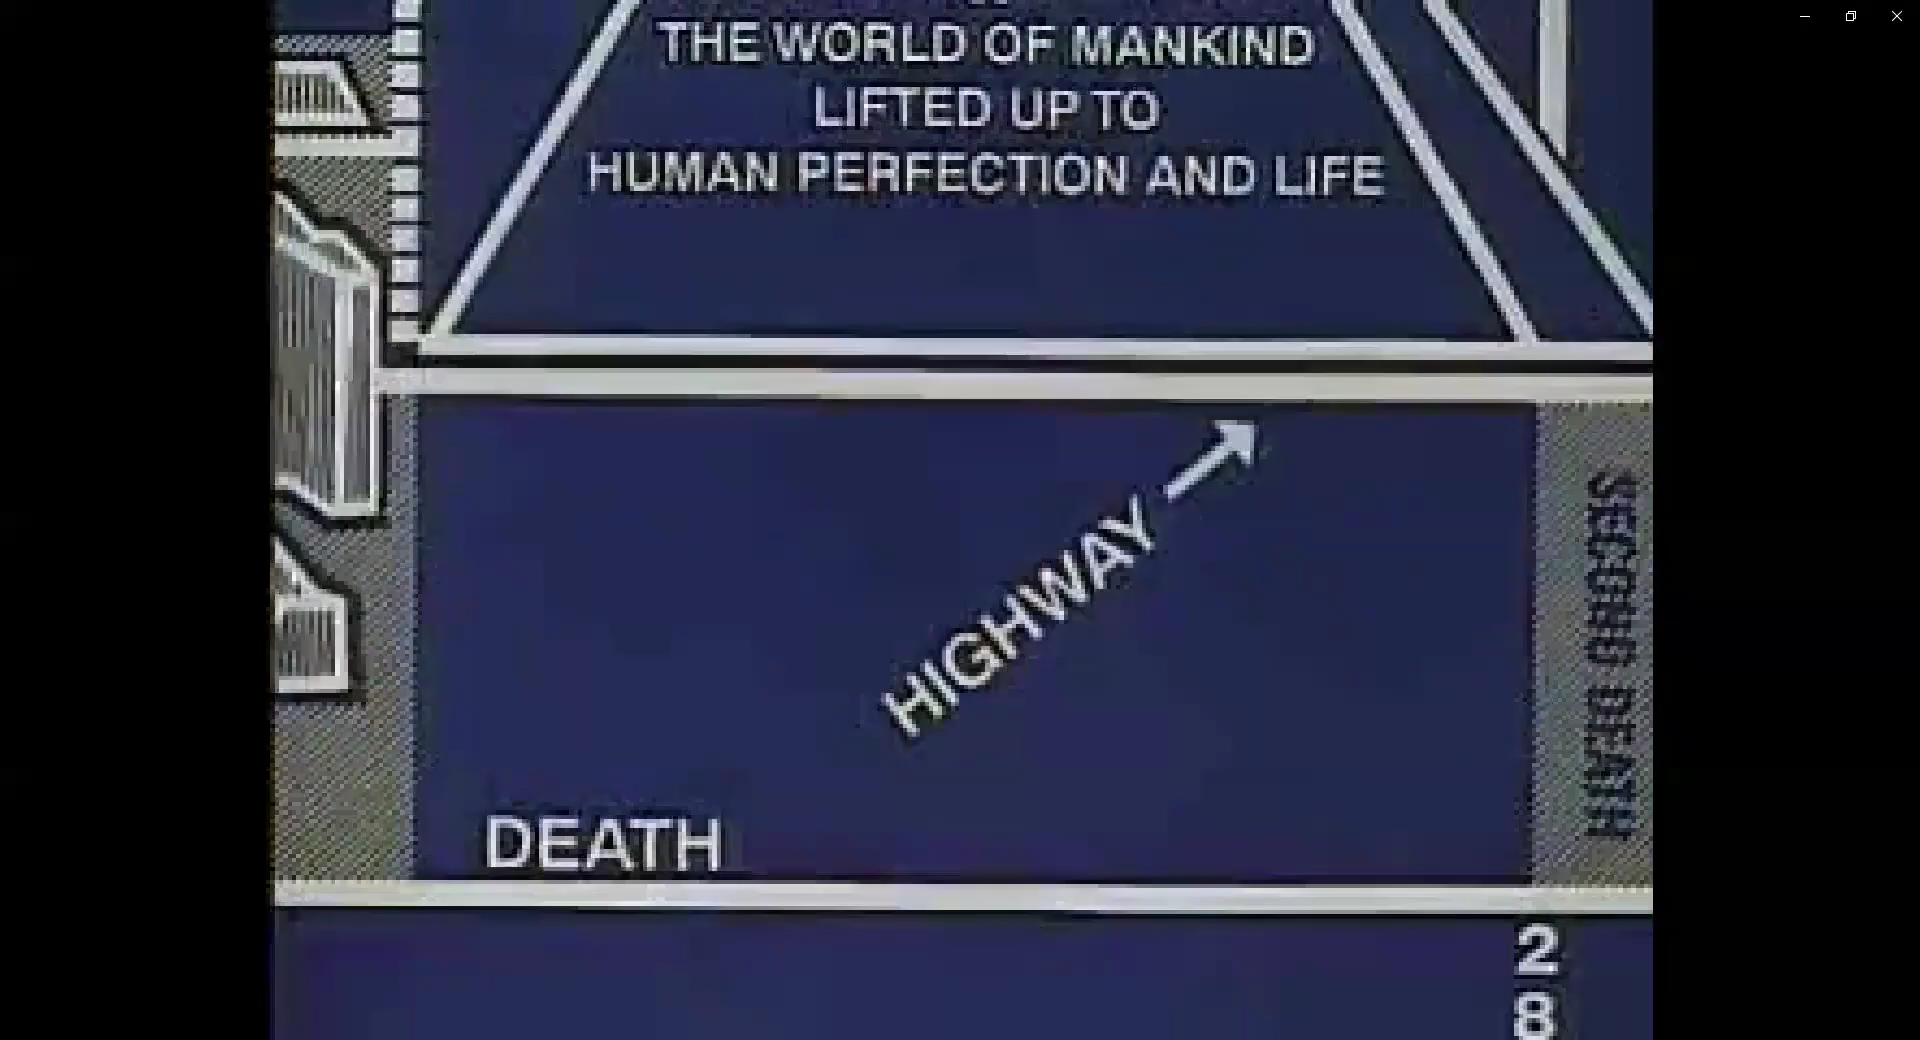 THE WORLD OF MANKIND
LIFTED UP TO
HUMAN PERFECTION AND LIFE
HIGHWAY
SECOND DEATH
DEATH
2
8